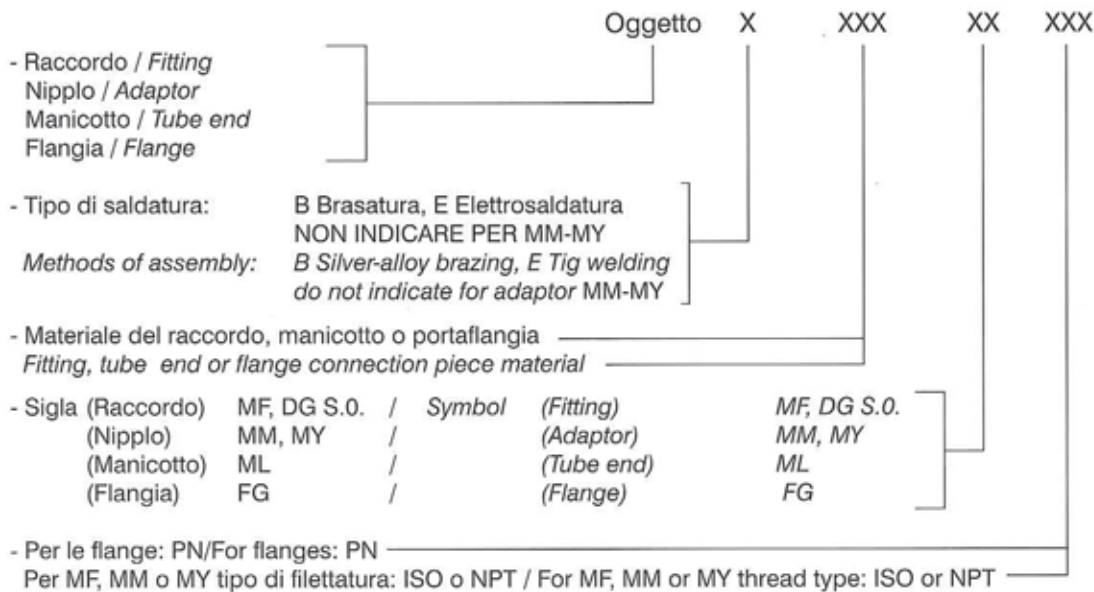 Oggetto X XXX XX XXX
- Raccordo / Fitting
Nipplo / Adaptor
Manicotto / Tube end
Flangia / Flange
- Tipo di saldatura: B Brasatura, E Elettrosaldatura
NON INDICARE PER MM-MY
Methods of assembly: B Silver-alloy brazing, E Tig welding
do not indicate for adaptor MM-MY
- Materiale del raccordo, manicotto o portaflangia
Fitting, tube end or flange connection piece material
- Sigla (Raccordo) MF, DG S.0. / Symbol (Fitting) MF, DG S.0.
(Nipplo) MM, MY / (Adaptor) MM, MY
(Manicotto) ML / (Tube end) ML
(Flangia) FG / (Flange) FG
- Per le flange: PN/For flanges: PN
Per MF, MM o MY tipo di filettatura: ISO o NPT / For MF, MM or MY thread type: ISO or NPT